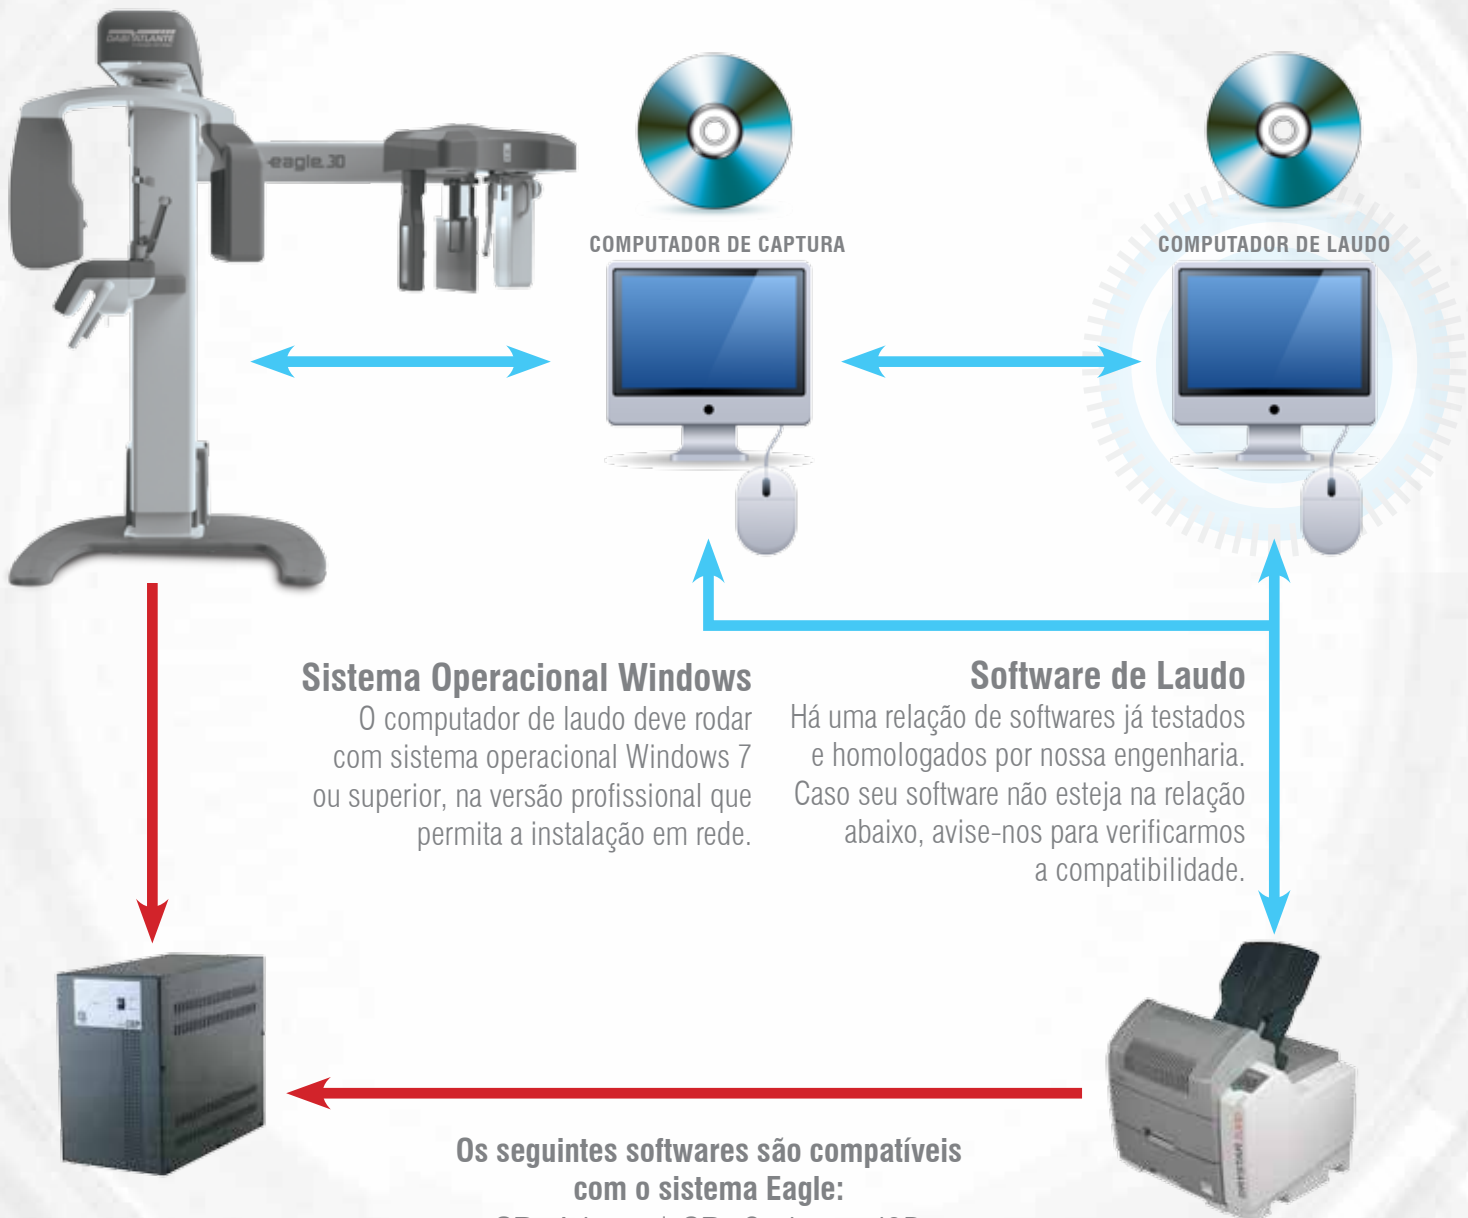 DABI ATLANTE
eagle 3D
COMPUTADOR DE CAPTURA
COMPUTADOR DE LAUDO
Sistema Operacional Windows
O computador de laudo deve rodar
com sistema operacional Windows 7
ou superior, na versão profissional que
permita a instalação em rede.
Software de Laudo
Há uma relação de softwares já testados
e homologados por nossa engenharia.
Caso seu software não esteja na relação
abaixo, avise-nos para verificarmos
a compatibilidade.
DRYSTAR
Os seguintes softwares são compatíveis
com o sistema Eagle: